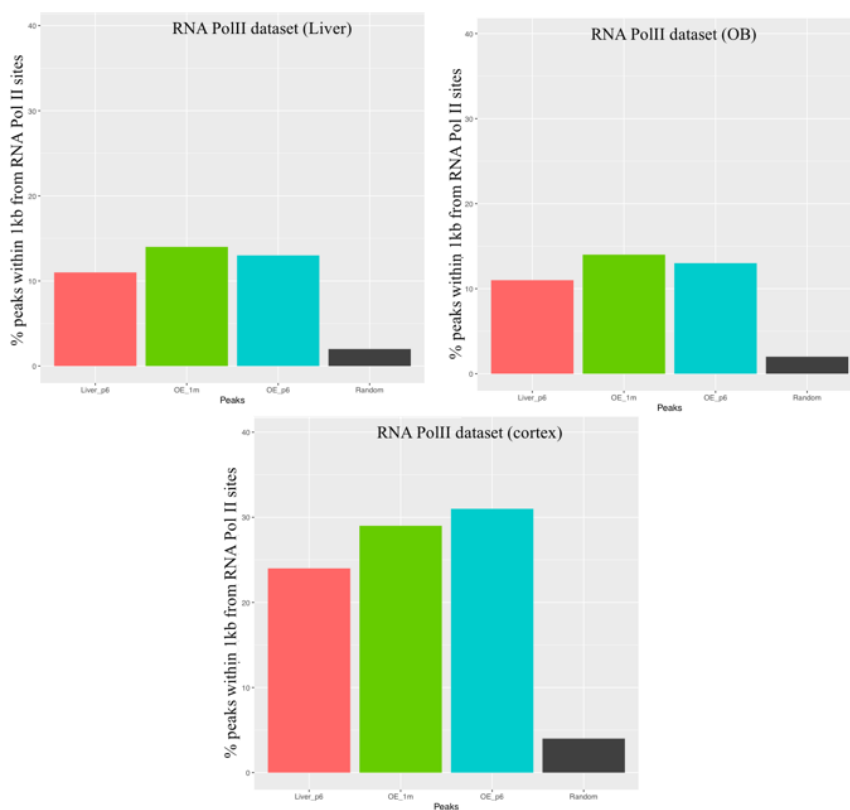 RNA PolII dataset (Liver)
% peaks within 1kb from RNA Pol II sites
40
30
20
10
0
Liver_p6 OE_1m OE_p6 Random
Peaks
RNA PolII dataset (OB)
% peaks within 1kb from RNA Pol II sites
40
30
20
10
0
Liver_p6 OE_1m OE_p6 Random
Peaks
RNA PolII dataset (cortex)
% peaks within 1kb from RNA Pol II sites
40
30
20
10
0
Liver_p6 OE_1m OE_p6 Random
Peaks